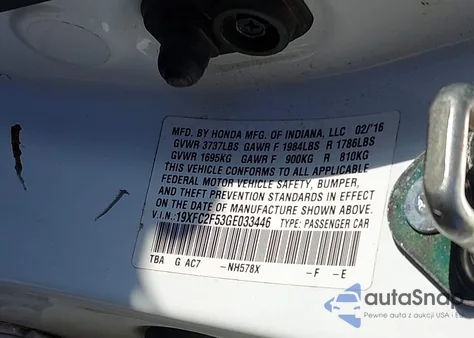 MFD. BY HONDA MFG. OF INDIANA, LLC 02/'16
GVWR 3737LBS GAWR F 1984LBS R 1786LBS
GVWR 1695KG GAWR F 900KG R 810KG
THIS VEHICLE CONFORMS TO ALL APPLICABLE
FEDERAL MOTOR VEHICLE SAFETY, BUMPER,
AND THEFT PREVENTION STANDARDS IN EFFECT
ON THE DATE OF MANUFACTURE SHOWN ABOVE.
V.I.N.:19XFC2F53GE033446 TYPE: PASSENGER CAR
TBA G AC7 -NH578X -F -E
autoSnap
Pewne auta z aukcji USA i EU